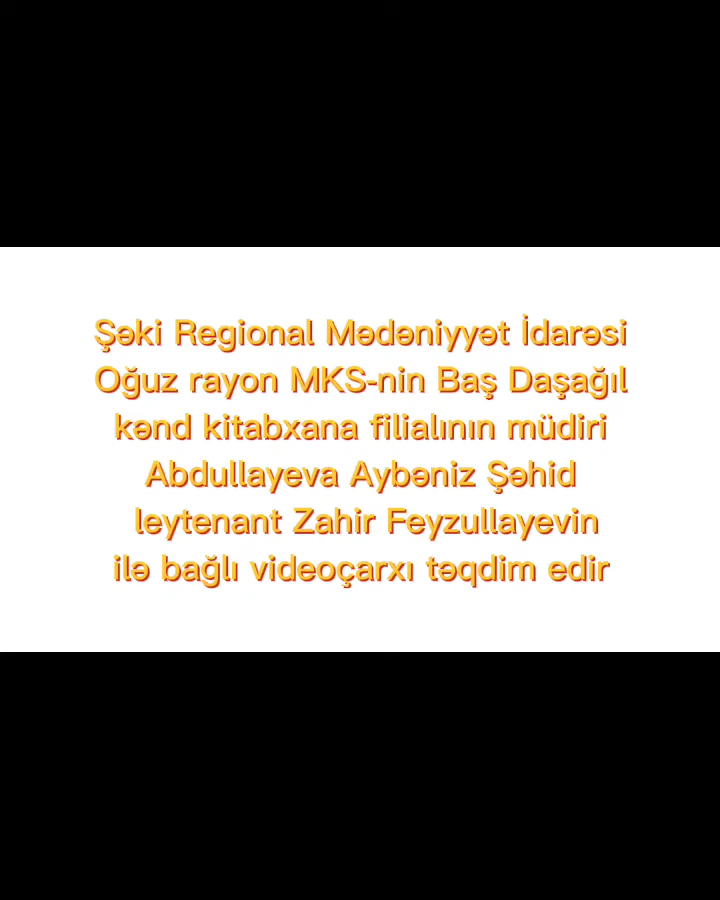 Şəki Regional Mədəniyyət İdarəsi
Oğuz rayon MKS-nin Baş Daşağıl
kənd kitabxana filialının müdiri
Abdullayeva Aybəniz Şəhid
leytenant Zahir Feyzullayevin
ilə bağlı videoçarxı təqdim edir